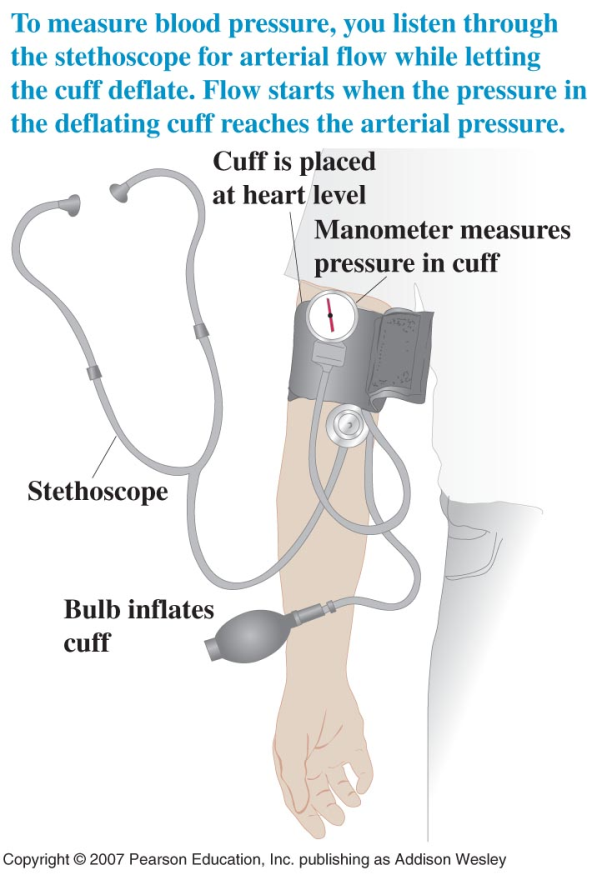 To measure blood pressure, you listen through
the stethoscope for arterial flow while letting
the cuff deflate. Flow starts when the pressure in
the deflating cuff reaches the arterial pressure.
Cuff is placed
at heart level
Manometer measures
pressure in cuff
Stethoscope
Bulb inflates
cuff
Copyright © 2007 Pearson Education, Inc. publishing as Addison Wesley